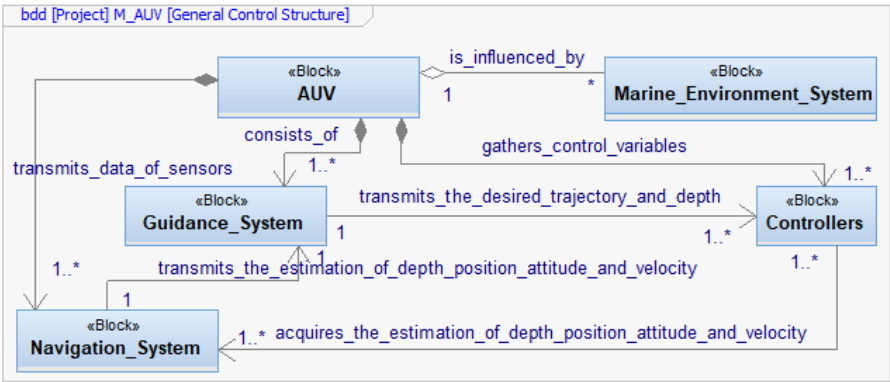 bdd [Project] M_AUV [General Control Structure]
«Block»
AUV
is_influenced_by
1
*
«Block»
Marine_Environment_System
consists_of
1..*
gathers_control_variables
1..*
transmits_data_of_sensors
1..*
«Block»
Guidance_System
transmits_the_desired_trajectory_and_depth
1
1..*
«Block»
Controllers
1..*
1
1
transmits_the_estimation_of_depth_position_attitude_and_velocity
1
«Block»
Navigation_System
1..*
acquires_the_estimation_of_depth_position_attitude_and_velocity